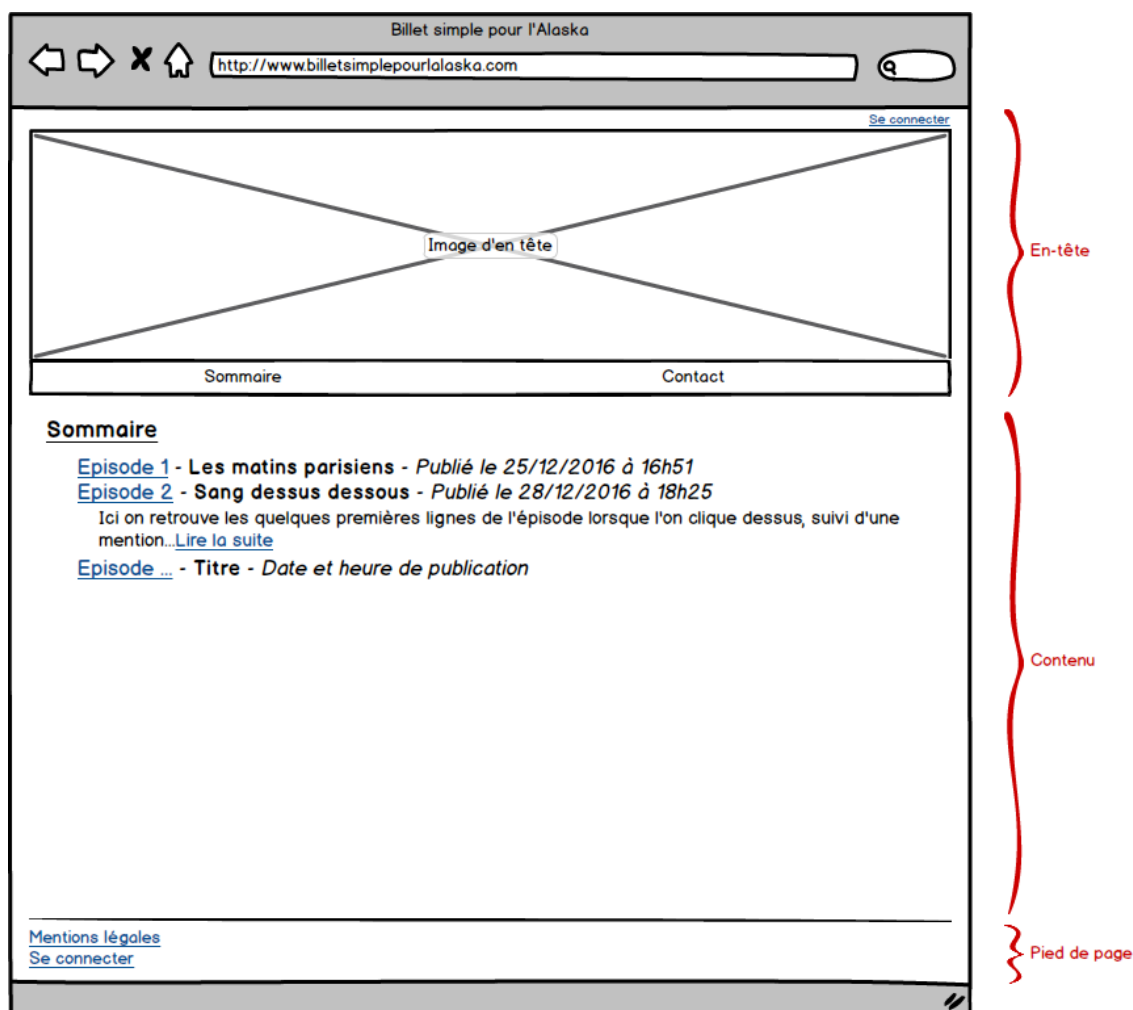 Billet simple pour l'Alaska
http://www.billetsimplepourlalaska.com
Se connecter
Image d'en tête
En-tête
Sommaire Contact
Sommaire
Episode 1 - Les matins parisiens - Publié le 25/12/2016 à 16h51
Episode 2 - Sang dessus dessous - Publié le 28/12/2016 à 18h25
Ici on retrouve les quelques premières lignes de l'épisode lorsque l'on clique dessus, suivi d'une
mention...Lire la suite
Episode ... - Titre - Date et heure de publication
Contenu
Mentions légales
Se connecter
Pied de page